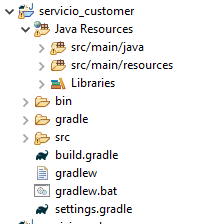 servicio_customer
Java Resources
src/main/java
src/main/resources
Libraries
bin
gradle
src
build.gradle
gradlew
gradlew.bat
settings.gradle